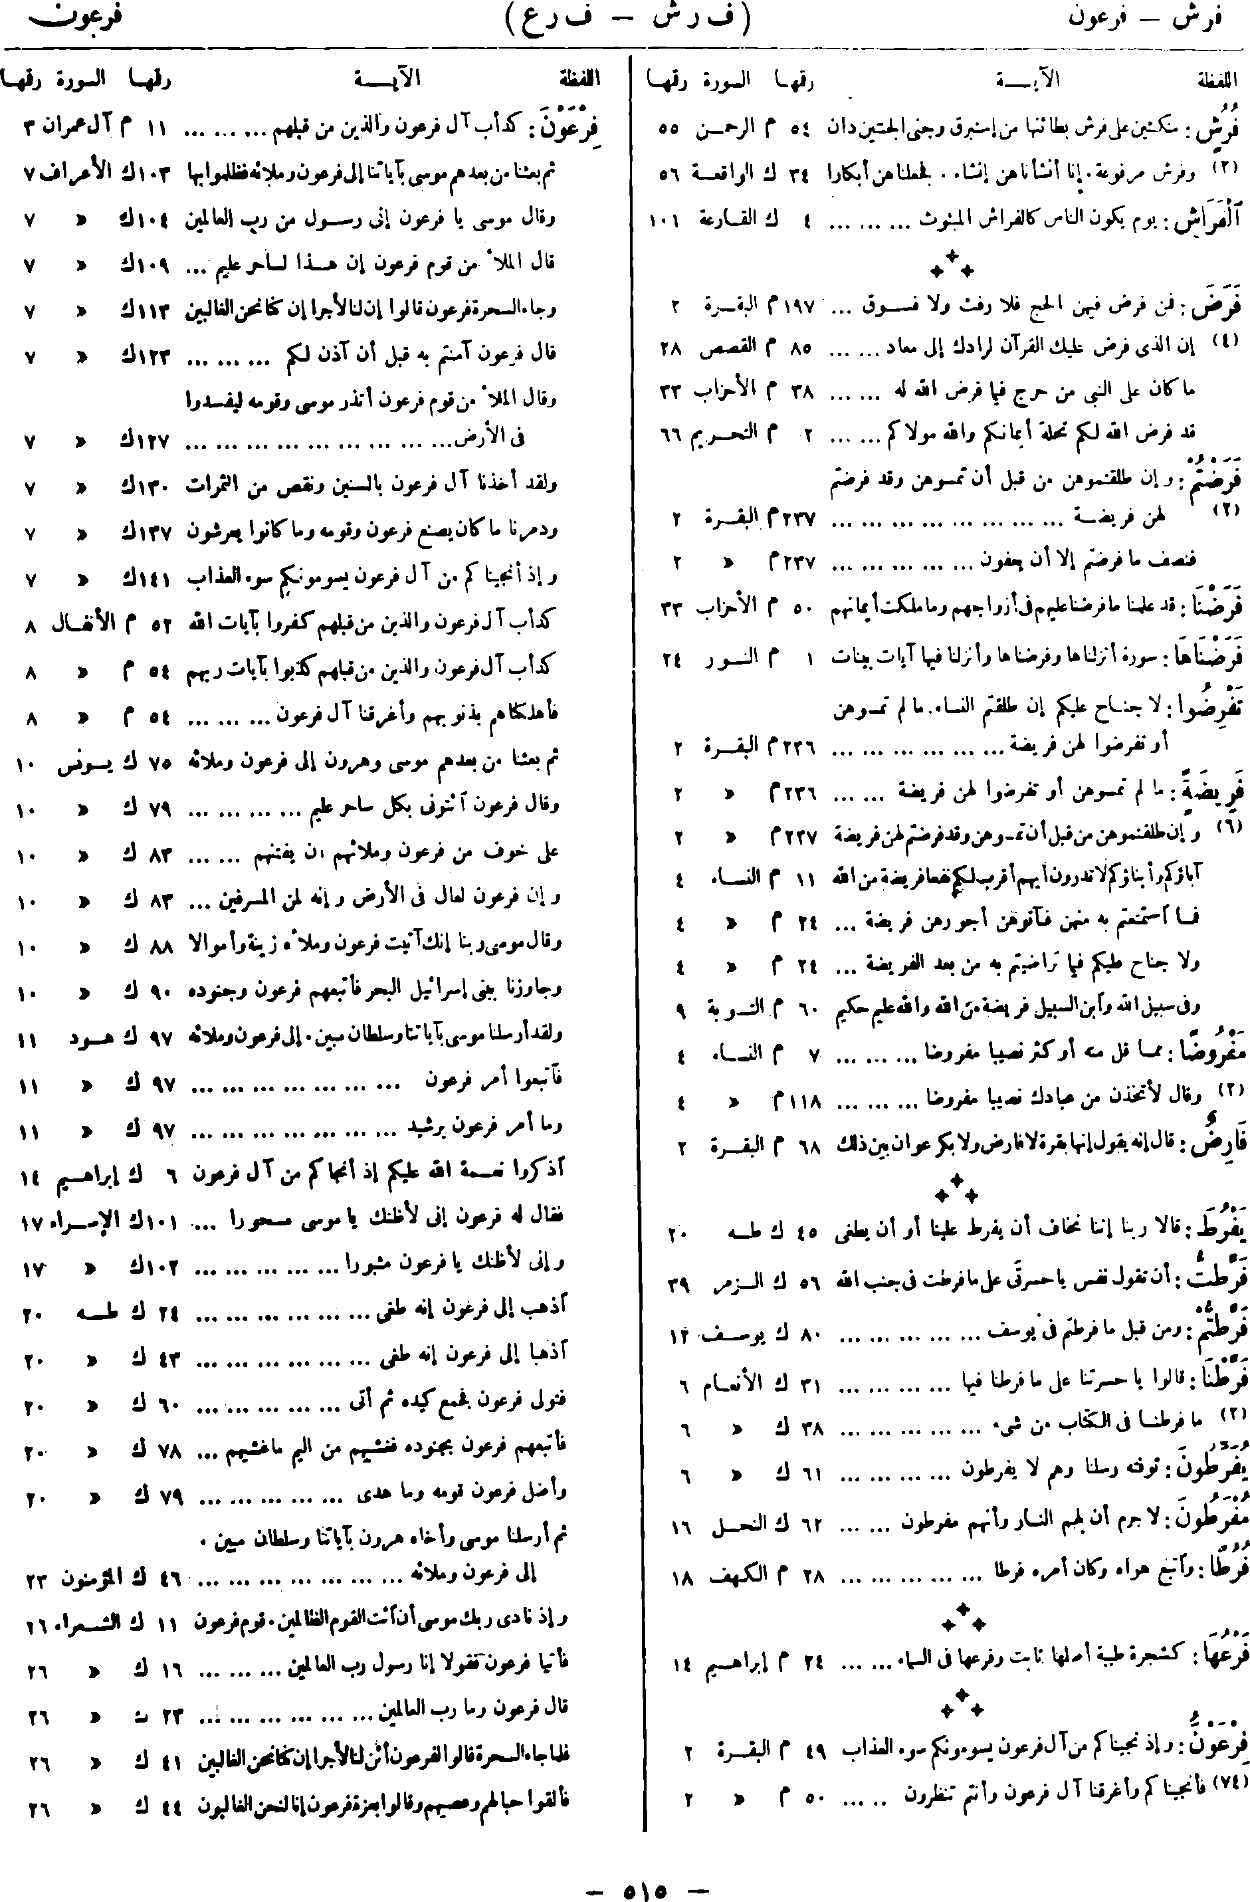 فرش — فرعون
(ف ر ش — ف ر ع)
فرعون
اللفظة الآيــة رقمها السورة رقمها
فُرُشٍ : متكئين على فرش بطائنها من إستبرق وجنى الجنتين دان ٥٤ م الرحمن ٥٥
(٢) وفرش مرفوعة. إنا أنشأناهن إنشاء. فجعلناهن أبكارا ٣٤ ك الواقعة ٥٦
ٱلْفَرَاشِ : يوم يكون الناس كالفراش المبثوث ... ... ... ٤ ك القارعة ١٠١
فَرَضَ : فمن فرض فيهن الحج فلا رفث ولا فسوق ... ١٩٧ م البقرة ٢
(٤) إن الذى فرض عليك القرآن لرادك إلى معاد ... ... ٨٥ م القصص ٢٨
ما كان على النبى من حرج فيما فرض الله له ... ... ٣٨ م الأحزاب ٣٣
قد فرض الله لكم تحلة أيمانكم والله مولاكم ... ... ٢ م التحريم ٦٦
فَرَضْتُمْ : وإن طلقتموهن من قبل أن تمسوهن وقد فرضتم
(٢) لهن فريضة ... ... ... ... ... ... ... ... ٢٣٧ م البقرة ٢
فنصف ما فرضتم إلا أن يعفون ... ... ... ... ... ٢٣٧ م » ٢
فَرَضْنَا : قد علمنا ما فرضنا عليهم فى أزواجهم وما ملكت أيمانهم ٥٠ م الأحزاب ٣٣
فَرَضْنَاهَا : سورة أنزلناها وفرضناها وأنزلنا فيها آيات بينات ١ م النور ٢٤
تَفْرِضُوا : لا جناح عليكم إن طلقتم النساء. ما لم تمسوهن
أو تفرضوا لهن فريضة ... ... ... ... ... ... ٢٣٦ م البقرة ٢
فَرِيضَةً : ما لم تمسوهن أو تفرضوا لهن فريضة ... ... ٢٣٦ م » ٢
(٦) وإن طلقتموهن من قبل أن تمسوهن وقد فرضتم لهن فريضة ٢٣٧ م » ٢
آباؤكم وأبناؤكم لا تدرون أيهم أقرب لكم نفعا فريضة من الله ١١ م النساء ٤
فما استمتعتم به منهن فآتوهن أجورهن فريضة ... ٢٤ م » ٤
ولا جناح عليكم فيما تراضيتم به من بعد الفريضة ... ٢٤ م » ٤
وفى سبيل الله وابن السبيل فريضة من الله والله عليم حكيم ٦٠ م التوبة ٩
مَفْرُوضًا : مما قل منه أو كثر نصيبا مفروضا ... ... ... ٧ م النساء ٤
(٢) وقال لأتخذن من عبادك نصيبا مفروضا ... ... ... ١١٨ م » ٤
فَارِضٌ : قال إنه يقول إنها بقرة لا فارض ولا بكر عوان بين ذلك ٦٨ م البقرة ٢
يَفْرُطَ : قالا ربنا إننا نخاف أن يفرط علينا أو أن يطغى ٤٥ ك طه ٢٠
فَرَّطْتُ : أن تقول نفس يا حسرتى على ما فرطت فى جنب الله ٥٦ ك الزمر ٣٩
فَرَّطْتُمْ : ومن قبل ما فرطتم فى يوسف ... ... ... ... ... ٨٠ ك يوسف ١٢
فَرَّطْنَا : قالوا يا حسرتنا على ما فرطنا فيها ... ... ... ... ٣١ ك الأنعام ٦
(٢) ما فرطنا فى الكتاب من شىء ... ... ... ... ... ٣٨ ك » ٦
يُفَرِّطُونَ : توفته رسلنا وهم لا يفرطون ... ... ... ... ٦١ ك » ٦
مُفْرَطُونَ : لا جرم أن لهم النار وأنهم مفرطون ... ... ٦٢ ك النحل ١٦
فُرُطًا : واتبع هواه وكان أمره فرطا ... ... ... ... ... ٢٨ م الكهف ١٨
فَرْعُهَا : كشجرة طيبة أصلها ثابت وفرعها فى السماء ... ... ٢٤ م إبراهيم ١٤
فِرْعَوْنَُ : وإذ نجيناكم من آل فرعون يسومونكم سوء العذاب ٤٩ م البقرة ٢
(٧٤) فأنجيناكم وأغرقنا آل فرعون وأنتم تنظرون ... ... ٥٠ م » ٢
اللفظة الآيــة رقمها السورة رقمها
فِرْعَوْنَ : كدأب آل فرعون والذين من قبلهم ... ... ... ١١ م آل عمران ٣
ثم بعثنا من بعدهم موسى بآياتنا إلى فرعون وملائه فظلموا بها ١٠٣ ك الأعراف ٧
وقال موسى يا فرعون إنى رسول من رب العالمين ١٠٤ ك » ٧
قال الملأ من قوم فرعون إن هذا لساحر عليم ... ١٠٩ ك » ٧
وجاء السحرة فرعون قالوا إن لنا لأجرا إن كنا نحن الغالبين ١١٣ ك » ٧
قال فرعون آمنتم به قبل أن آذن لكم ... ... ... ١٢٣ ك » ٧
وقال الملأ من قوم فرعون أتذر موسى وقومه ليفسدوا
فى الأرض ... ... ... ... ... ... ... ... ... ١٢٧ ك » ٧
ولقد أخذنا آل فرعون بالسنين ونقص من الثمرات ١٣٠ ك » ٧
ودمرنا ما كان يصنع فرعون وقومه وما كانوا يعرشون ١٣٧ ك » ٧
وإذ أنجيناكم من آل فرعون يسومونكم سوء العذاب ١٤١ ك » ٧
كدأب آل فرعون والذين من قبلهم كفروا بآيات الله ٥٢ م الأنفال ٨
كدأب آل فرعون والذين من قبلهم كذبوا بآيات ربهم ٥٤ م » ٨
فأهلكناهم بذنوبهم وأغرقنا آل فرعون ... ... ... ٥٤ م » ٨
ثم بعثنا من بعدهم موسى وهرون إلى فرعون وملائه ٧٥ ك يونس ١٠
وقال فرعون ائتونى بكل ساحر عليم ... ... ... ... ٧٩ ك » ١٠
على خوف من فرعون وملائهم أن يفتنهم ... ... ٨٣ ك » ١٠
وإن فرعون لعال فى الأرض وإنه لمن المسرفين ... ٨٣ ك » ١٠
وقال موسى ربنا إنك آتيت فرعون وملأه زينة وأموالا ٨٨ ك » ١٠
وجاوزنا ببنى إسرائيل البحر فأتبعهم فرعون وجنوده ٩٠ ك » ١٠
ولقد أرسلنا موسى بآياتنا وسلطان مبين. إلى فرعون وملائه ٩٧ ك هود ١١
فاتبعوا أمر فرعون ... ... ... ... ... ... ... ٩٧ ك » ١١
وما أمر فرعون برشيد ... ... ... ... ... ... ... ٩٧ ك » ١١
اذكروا نعمة الله عليكم إذ أنجاكم من آل فرعون ٦ ك إبراهيم ١٤
فقال له فرعون إنى لأظنك يا موسى مسحورا ... ١٠١ ك الإسراء ١٧
وإنى لأظنك يا فرعون مثبورا ... ... ... ... ... ١٠٢ ك » ١٧
اذهب إلى فرعون إنه طغى ... ... ... ... ... ... ٢٤ ك طه ٢٠
اذهبا إلى فرعون إنه طغى ... ... ... ... ... ... ٤٣ ك » ٢٠
فتولى فرعون فجمع كيده ثم أتى ... ... ... ... ... ٦٠ ك » ٢٠
فأتبعهم فرعون بجنوده فغشيهم من اليم ما غشيهم ... ٧٨ ك » ٢٠
وأضل فرعون قومه وما هدى ... ... ... ... ... ٧٩ ك » ٢٠
ثم أرسلنا موسى وأخاه هرون بآياتنا وسلطان مبين .
إلى فرعون وملائه ... ... ... ... ... ... ... ٤٦ ك المؤمنون ٢٣
وإذ نادى ربك موسى أن ائت القوم الظالمين. قوم فرعون ١١ ك الشعراء ٢٦
فأتيا فرعون فقولا إنا رسول رب العالمين ... ... ... ١٦ ك » ٢٦
قال فرعون وما رب العالمين ... ... ... ... ... ... ٢٣ ك » ٢٦
فلما جاء السحرة قالوا لفرعون أئن لنا لأجرا إن كنا نحن الغالبين ٤١ ك » ٢٦
فألقوا حبالهم وعصيهم وقالوا بعزة فرعون إنا لنحن الغالبون ٤٤ ك » ٢٦
— ٥١٥ —